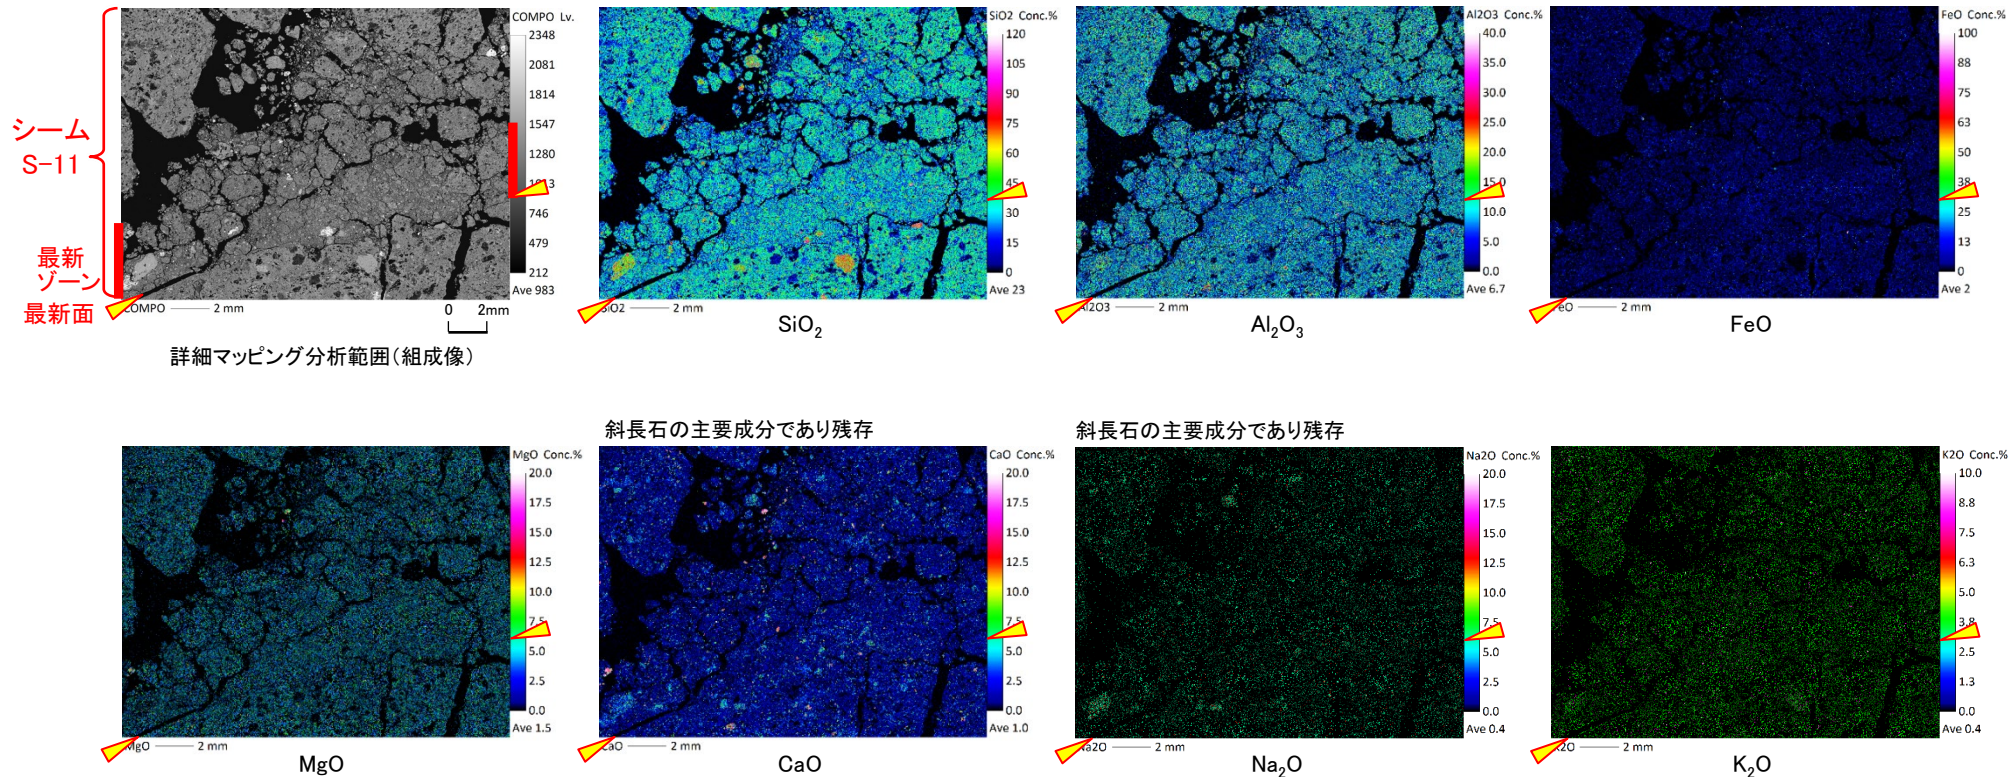 シーム
S-11
最新
ゾーン
最新面
COMPO Lv.
2348
2081
1814
1547
1280
746
479
212
Ave 983
COMPO 2 mm
0 2mm
詳細マッピング分析範囲(組成像)
SiO2 Conc.%
120
105
90
75
60
45
30
15
0
Ave 23
SiO2 2 mm
SiO₂
Al2O3 Conc.%
40.0
35.0
30.0
25.0
20.0
15.0
10.0
5.0
0.0
Ave 6.7
Al2O3 2 mm
Al₂O₃
FeO Conc.%
100
88
75
63
50
38
25
13
0
Ave 2
FeO 2 mm
FeO
MgO Conc.%
20.0
17.5
15.0
12.5
10.0
7.5
5.0
2.5
0.0
Ave 1.5
MgO 2 mm
MgO
斜長石の主要成分であり残存
CaO Conc.%
20.0
17.5
15.0
12.5
10.0
7.5
5.0
2.5
0.0
Ave 1.0
CaO 2 mm
CaO
斜長石の主要成分であり残存
Na2O Conc.%
20.0
17.5
15.0
12.5
10.0
7.5
5.0
2.5
0.0
Ave 0.4
Na2O 2 mm
Na₂O
K2O Conc.%
10.0
8.8
7.5
6.3
5.0
3.8
2.5
1.3
0.0
Ave 0.4
K2O 2 mm
K₂O